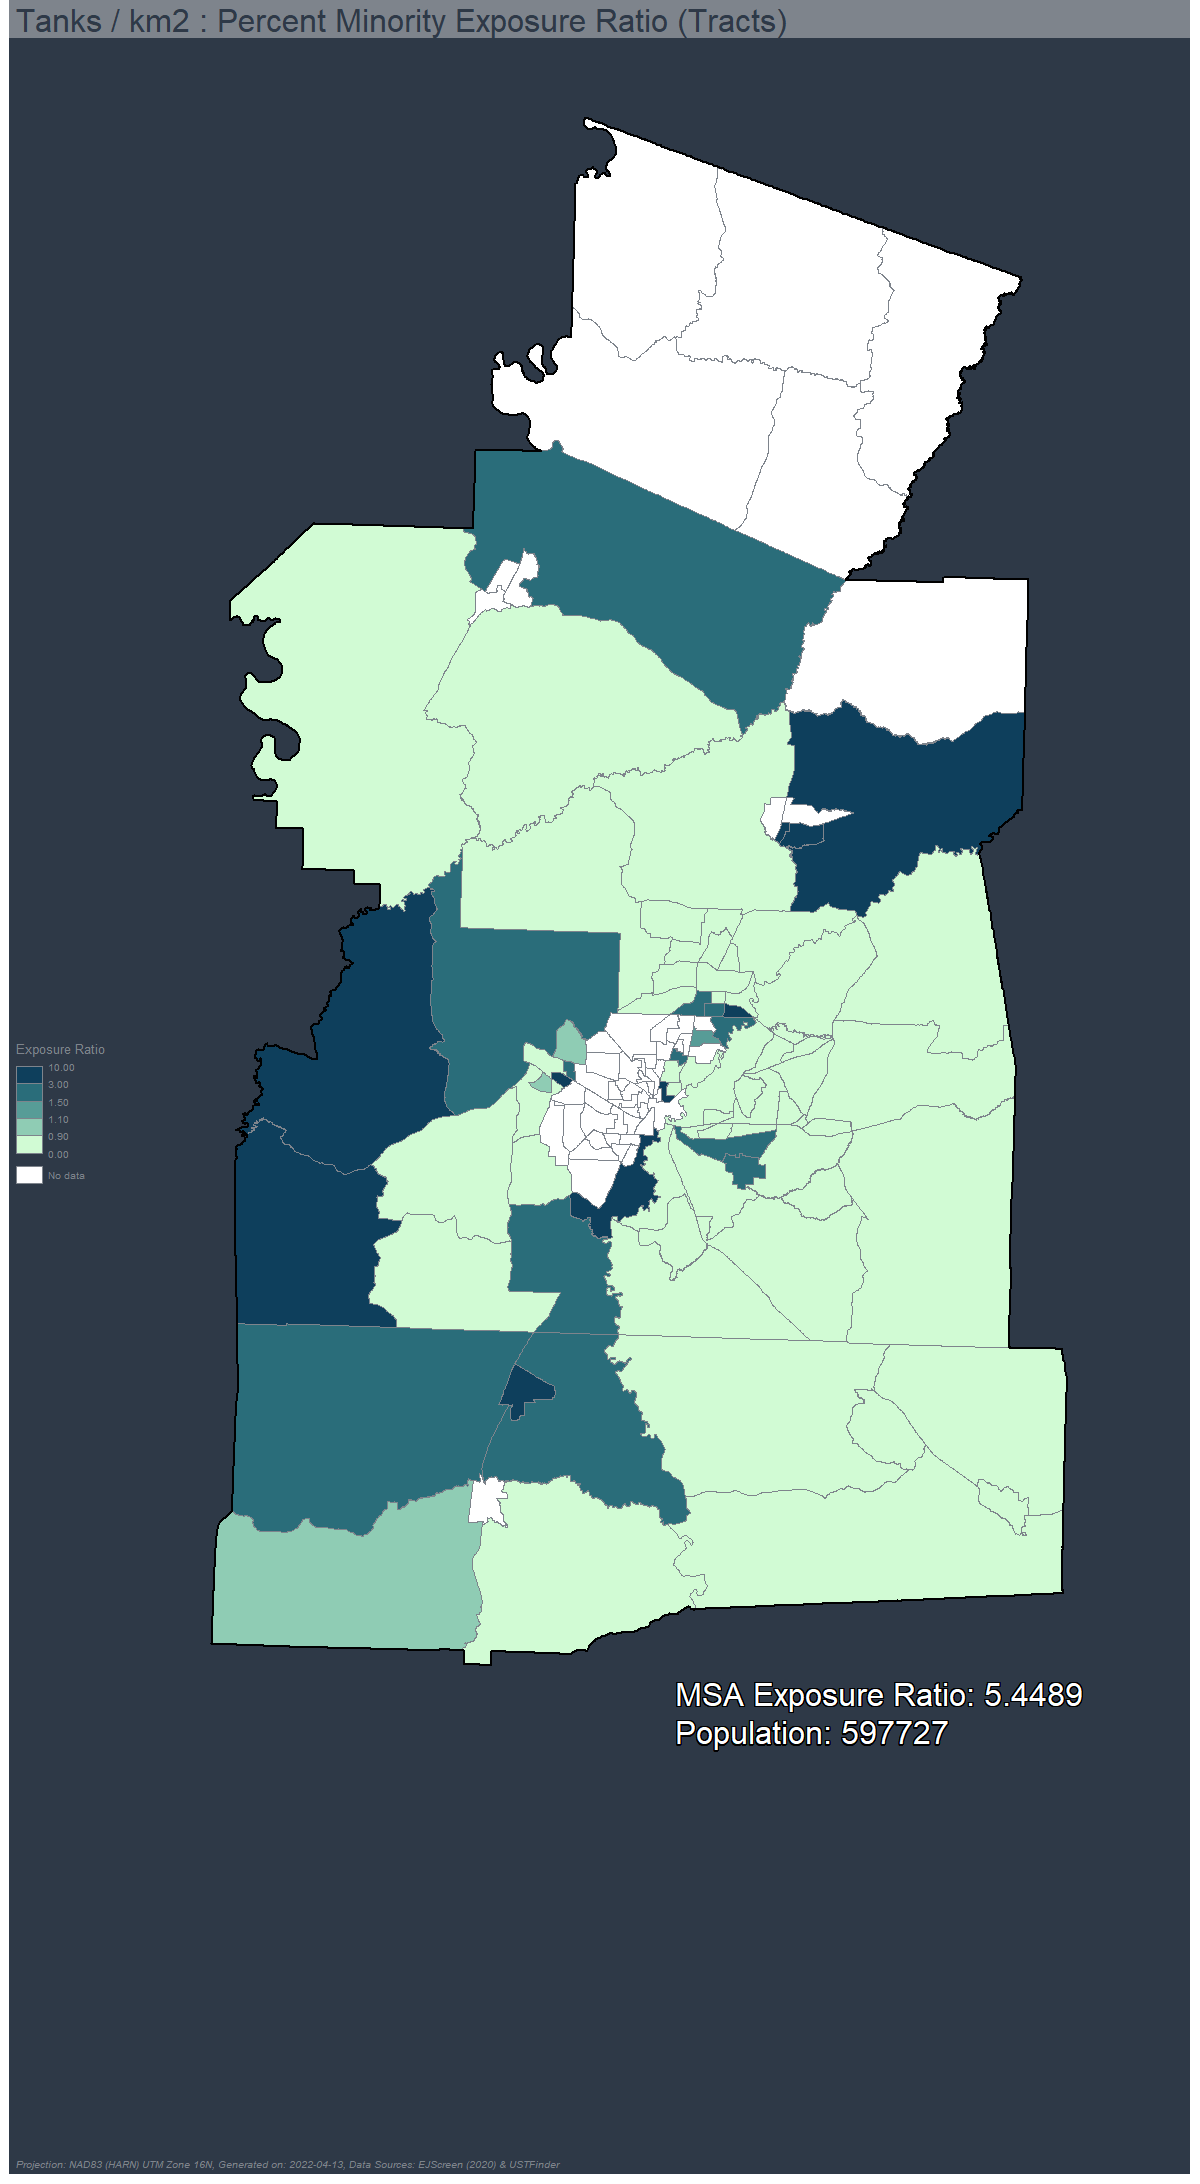 Tanks / km2 : Percent Minority Exposure Ratio (Tracts)
Exposure Ratio
10.00
3.00
1.50
1.10
0.90
0.00
No data
MSA Exposure Ratio: 5.4489
Population: 597727
Projection: NAD83 (HARN) UTM Zone 16N, Generated on: 2022-04-13, Data Sources: EJScreen (2020) & USTFinder